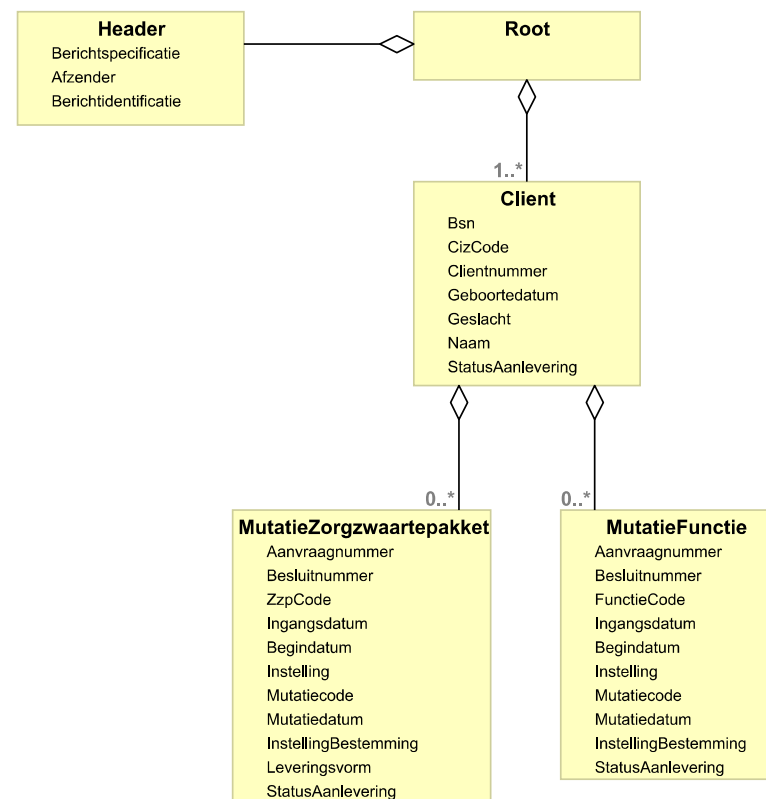 Header
Berichtspecificatie
Afzender
Berichtidentificatie
Root
1..*
Client
Bsn
CizCode
Clientnummer
Geboortedatum
Geslacht
Naam
StatusAanlevering
0..*
0..*
MutatieZorgzwaartepakket
Aanvraagnummer
Besluitnummer
ZzpCode
Ingangsdatum
Begindatum
Instelling
Mutatiecode
Mutatiedatum
InstellingBestemming
Leveringsvorm
StatusAanlevering
MutatieFunctie
Aanvraagnummer
Besluitnummer
FunctieCode
Ingangsdatum
Begindatum
Instelling
Mutatiecode
Mutatiedatum
InstellingBestemming
StatusAanlevering